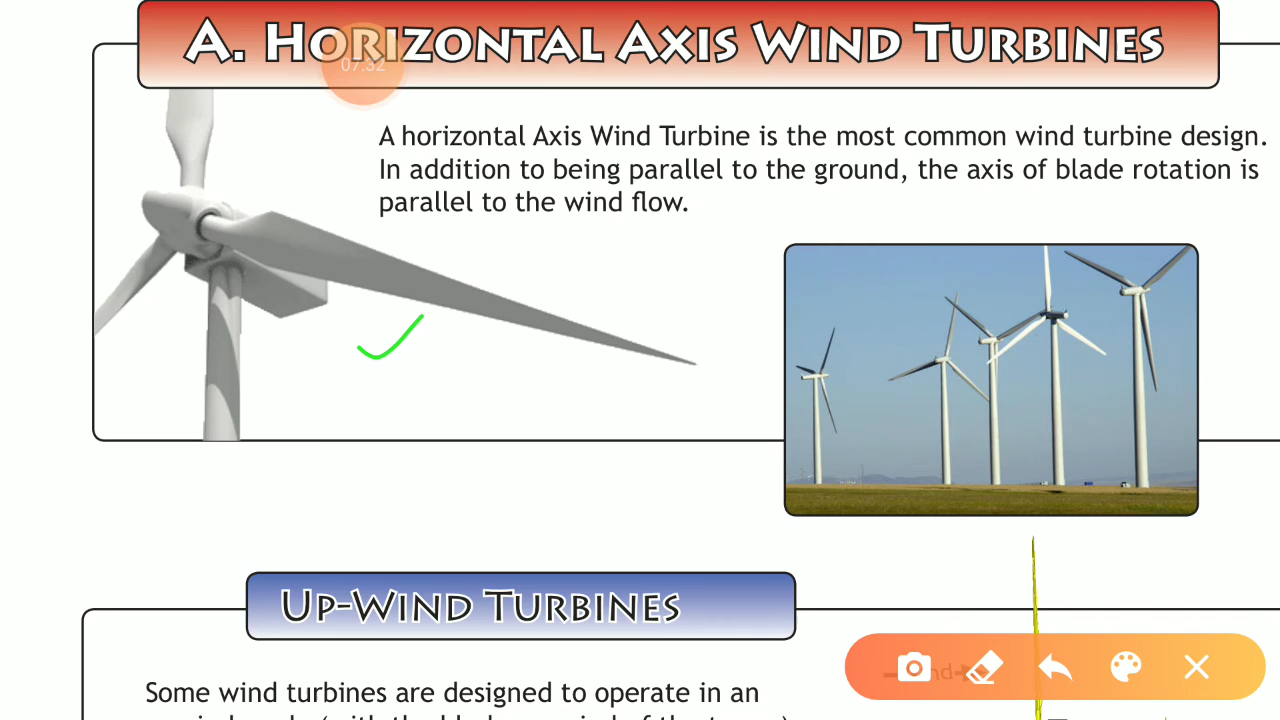 A. Horizontal Axis Wind Turbines
07:32
A horizontal Axis Wind Turbine is the most common wind turbine design.
In addition to being parallel to the ground, the axis of blade rotation is
parallel to the wind flow.
Up-Wind Turbines
Some wind turbines are designed to operate in an